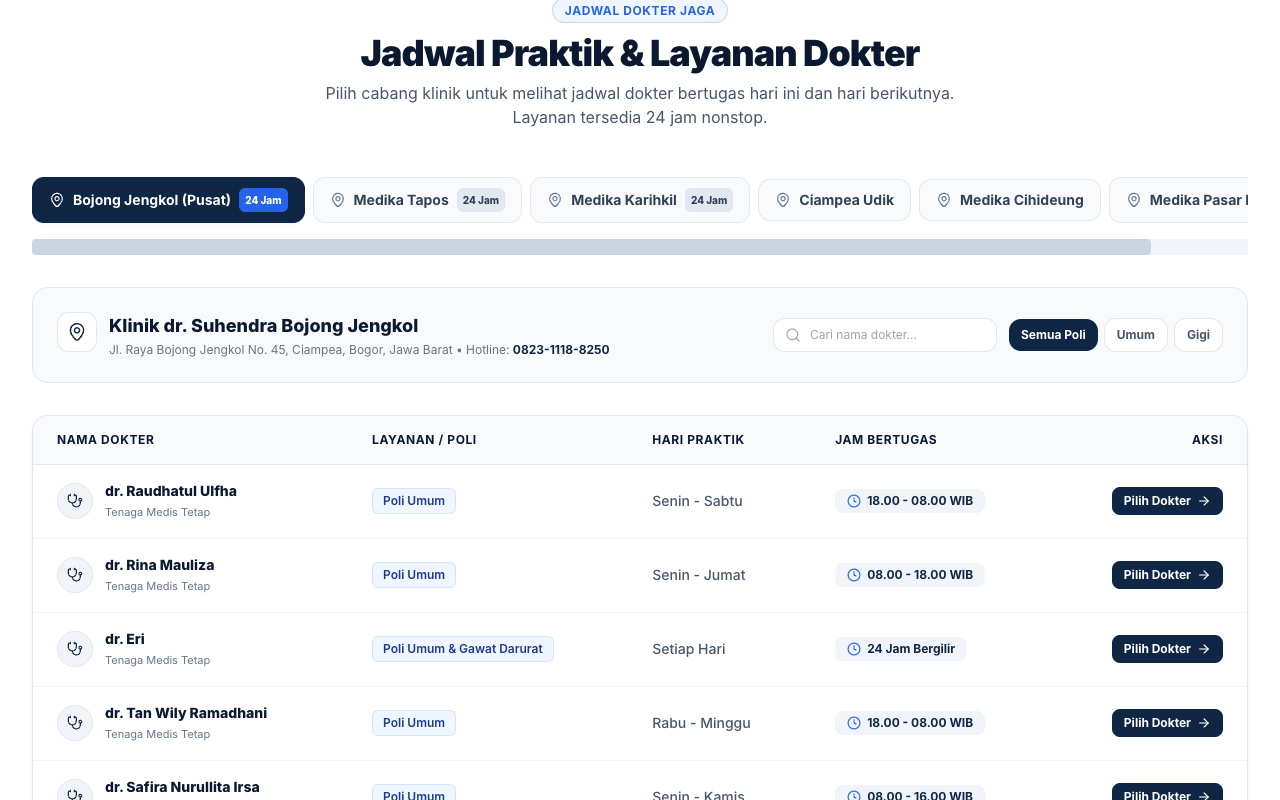 JADWAL DOKTER JAGA
Jadwal Praktik & Layanan Dokter
Pilih cabang klinik untuk melihat jadwal dokter bertugas hari ini dan hari berikutnya.
Layanan tersedia 24 jam nonstop.
Bojong Jengkol (Pusat) 24 Jam Medika Tapos 24 Jam Medika Karihkil 24 Jam Ciampea Udik Medika Cihideung Medika Pasar
Klinik dr. Suhendra Bojong Jengkol
Jl. Raya Bojong Jengkol No. 45, Ciampea, Bogor, Jawa Barat • Hotline: 0823-1118-8250
Cari nama dokter... Semua Poli Umum Gigi
NAMA DOKTER LAYANAN / POLI HARI PRAKTIK JAM BERTUGAS AKSI
dr. Raudhatul Ulfha
Tenaga Medis Tetap
Poli Umum Senin - Sabtu 18.00 - 08.00 WIB Pilih Dokter →
dr. Rina Mauliza
Tenaga Medis Tetap
Poli Umum Senin - Jumat 08.00 - 18.00 WIB Pilih Dokter →
dr. Eri
Tenaga Medis Tetap
Poli Umum & Gawat Darurat Setiap Hari 24 Jam Bergilir Pilih Dokter →
dr. Tan Wily Ramadhani
Tenaga Medis Tetap
Poli Umum Rabu - Minggu 18.00 - 08.00 WIB Pilih Dokter →
dr. Safira Nurullita Irsa
Poli Umum Senin - Kamis 08.00 - 16.00 WIB Pilih Dokter →